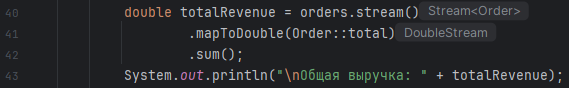 40 double totalRevenue = orders.stream() Stream<Order>
41 .mapToDouble(Order::total) DoubleStream
42 .sum();
43 System.out.println("\nОбщая выручка: " + totalRevenue);